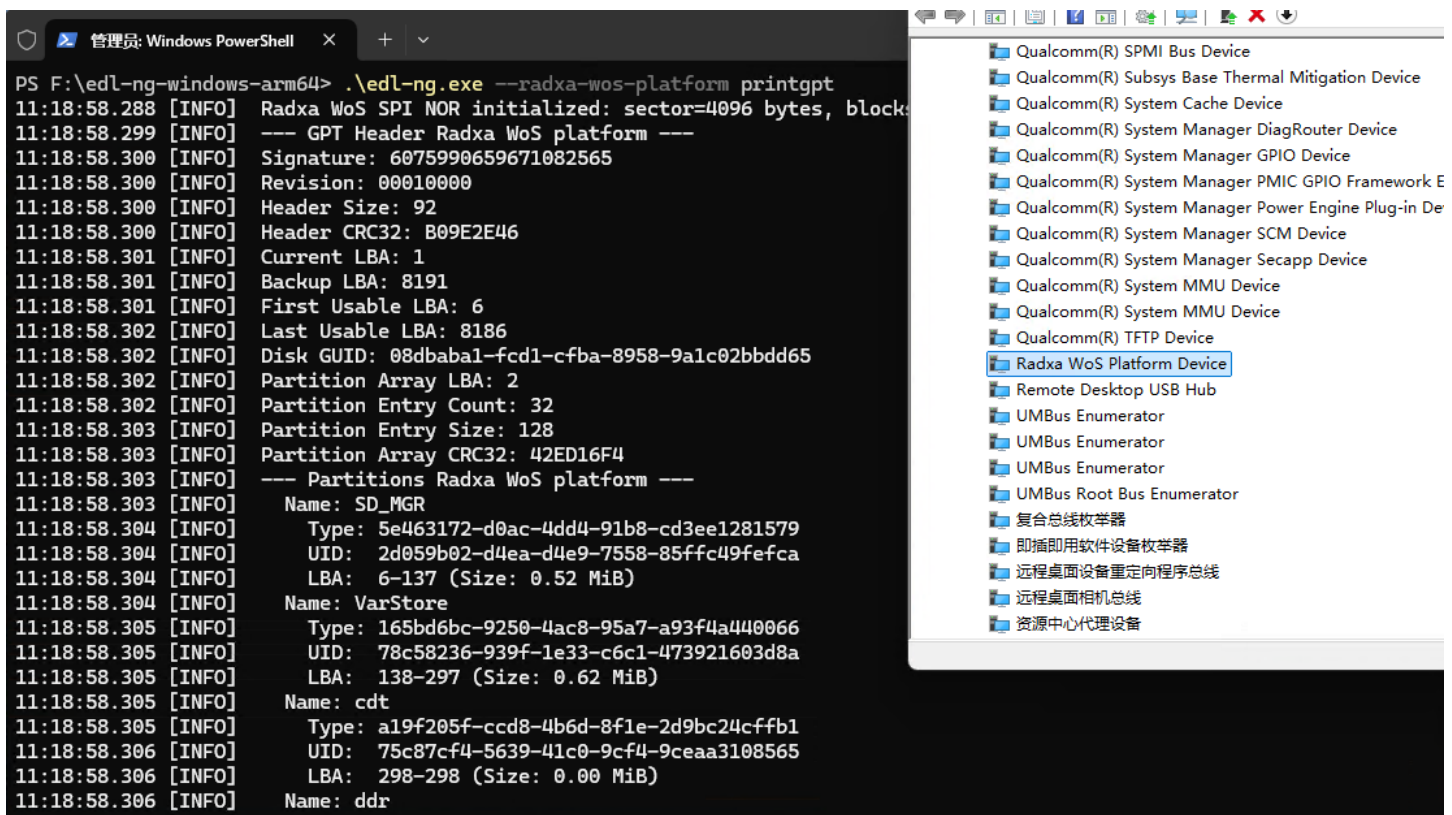 管理员: Windows PowerShell
PS F:\edl-ng-windows-arm64> .\edl-ng.exe --radxa-wos-platform printgpt
11:18:58.288 [INFO] Radxa WoS SPI NOR initialized: sector=4096 bytes, block
11:18:58.299 [INFO] --- GPT Header Radxa WoS platform ---
11:18:58.300 [INFO] Signature: 6075990659671082565
11:18:58.300 [INFO] Revision: 00010000
11:18:58.300 [INFO] Header Size: 92
11:18:58.300 [INFO] Header CRC32: B09E2E46
11:18:58.301 [INFO] Current LBA: 1
11:18:58.301 [INFO] Backup LBA: 8191
11:18:58.301 [INFO] First Usable LBA: 6
11:18:58.302 [INFO] Last Usable LBA: 8186
11:18:58.302 [INFO] Disk GUID: 08dbaba1-fcd1-cfba-8958-9a1c02bbdd65
11:18:58.302 [INFO] Partition Array LBA: 2
11:18:58.302 [INFO] Partition Entry Count: 32
11:18:58.303 [INFO] Partition Entry Size: 128
11:18:58.303 [INFO] Partition Array CRC32: 42ED16F4
11:18:58.303 [INFO] --- Partitions Radxa WoS platform ---
11:18:58.303 [INFO] Name: SD_MGR
11:18:58.304 [INFO] Type: 5e463172-d0ac-4dd4-91b8-cd3ee1281579
11:18:58.304 [INFO] UID: 2d059b02-d4ea-d4e9-7558-85ffc49fefca
11:18:58.304 [INFO] LBA: 6-137 (Size: 0.52 MiB)
11:18:58.304 [INFO] Name: VarStore
11:18:58.305 [INFO] Type: 165bd6bc-9250-4ac8-95a7-a93f4a440066
11:18:58.305 [INFO] UID: 78c58236-939f-1e33-c6c1-473921603d8a
11:18:58.305 [INFO] LBA: 138-297 (Size: 0.62 MiB)
11:18:58.305 [INFO] Name: cdt
11:18:58.305 [INFO] Type: a19f205f-ccd8-4b6d-8f1e-2d9bc24cffb1
11:18:58.306 [INFO] UID: 75c87cf4-5639-41c0-9cf4-9ceaa3108565
11:18:58.306 [INFO] LBA: 298-298 (Size: 0.00 MiB)
11:18:58.306 [INFO] Name: ddr
Qualcomm(R) SPMI Bus Device
Qualcomm(R) Subsys Base Thermal Mitigation Device
Qualcomm(R) System Cache Device
Qualcomm(R) System Manager DiagRouter Device
Qualcomm(R) System Manager GPIO Device
Qualcomm(R) System Manager PMIC GPIO Framework E
Qualcomm(R) System Manager Power Engine Plug-in De
Qualcomm(R) System Manager SCM Device
Qualcomm(R) System Manager Secapp Device
Qualcomm(R) System MMU Device
Qualcomm(R) System MMU Device
Qualcomm(R) TFTP Device
Radxa WoS Platform Device
Remote Desktop USB Hub
UMBus Enumerator
UMBus Enumerator
UMBus Enumerator
UMBus Root Bus Enumerator
复合总线枚举器
即插即用软件设备枚举器
远程桌面设备重定向程序总线
远程桌面相机总线
资源中心代理设备